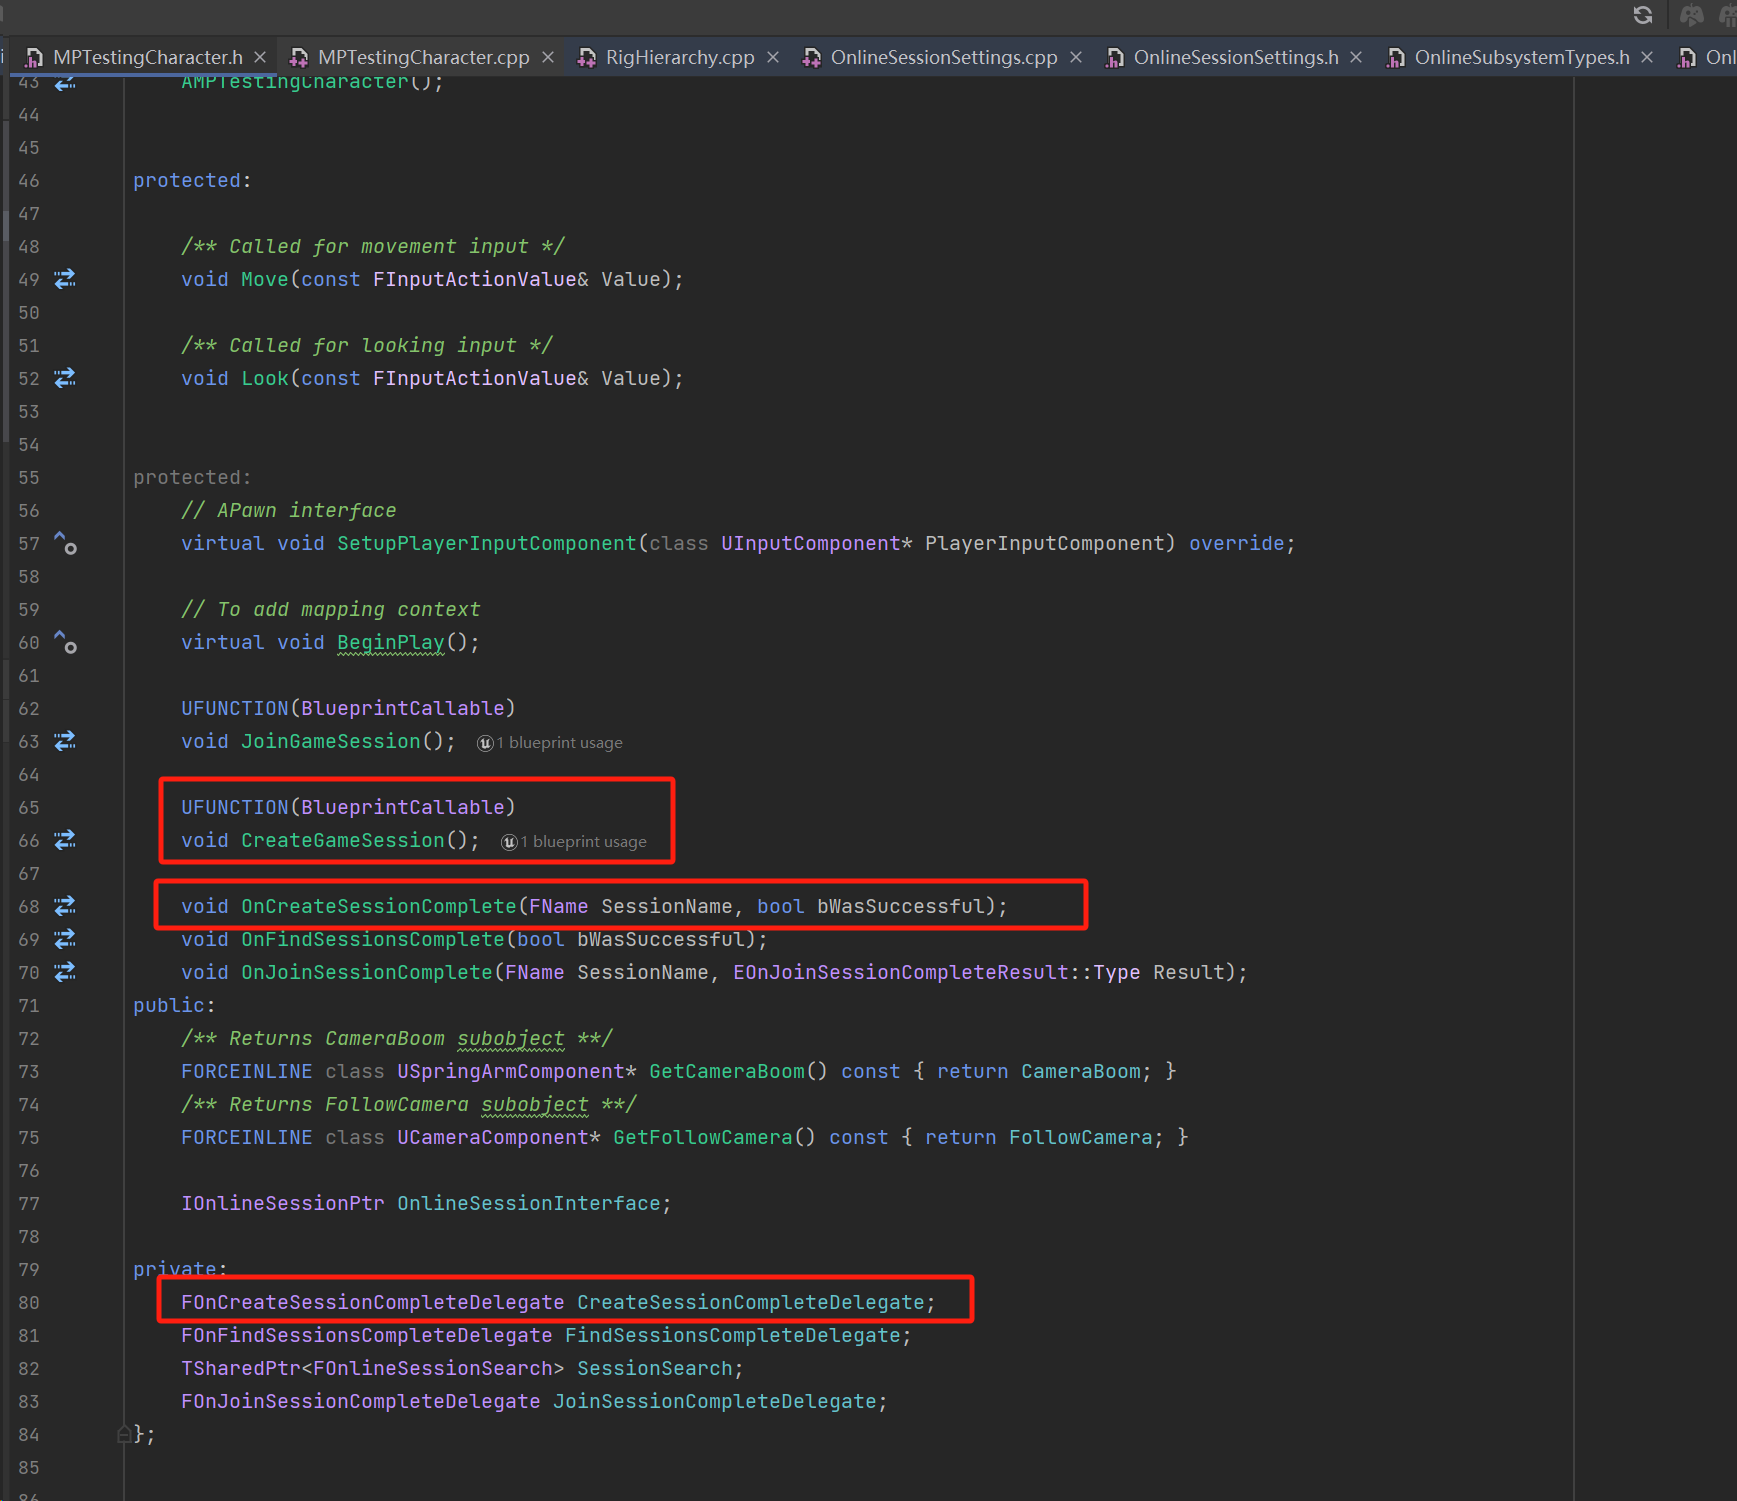 MPTestingCharacter.h MPTestingCharacter.cpp RigHierarchy.cpp OnlineSessionSettings.cpp OnlineSessionSettings.h OnlineSubsystemTypes.h Onl
43 AMPTestingCharacter();
44
45
46 protected:
47
48 /** Called for movement input */
49 void Move(const FInputActionValue& Value);
50
51 /** Called for looking input */
52 void Look(const FInputActionValue& Value);
53
54
55 protected:
56 // APawn interface
57 virtual void SetupPlayerInputComponent(class UInputComponent* PlayerInputComponent) override;
58
59 // To add mapping context
60 virtual void BeginPlay();
61
62 UFUNCTION(BlueprintCallable)
63 void JoinGameSession(); 1 blueprint usage
64
65 UFUNCTION(BlueprintCallable)
66 void CreateGameSession(); 1 blueprint usage
67
68 void OnCreateSessionComplete(FName SessionName, bool bWasSuccessful);
69 void OnFindSessionsComplete(bool bWasSuccessful);
70 void OnJoinSessionComplete(FName SessionName, EOnJoinSessionCompleteResult::Type Result);
71 public:
72 /** Returns CameraBoom subobject **/
73 FORCEINLINE class USpringArmComponent* GetCameraBoom() const { return CameraBoom; }
74 /** Returns FollowCamera subobject **/
75 FORCEINLINE class UCameraComponent* GetFollowCamera() const { return FollowCamera; }
76
77 IOnlineSessionPtr OnlineSessionInterface;
78
79 private:
80 FOnCreateSessionCompleteDelegate CreateSessionCompleteDelegate;
81 FOnFindSessionsCompleteDelegate FindSessionsCompleteDelegate;
82 TSharedPtr<FOnlineSessionSearch> SessionSearch;
83 FOnJoinSessionCompleteDelegate JoinSessionCompleteDelegate;
84 };
85
86